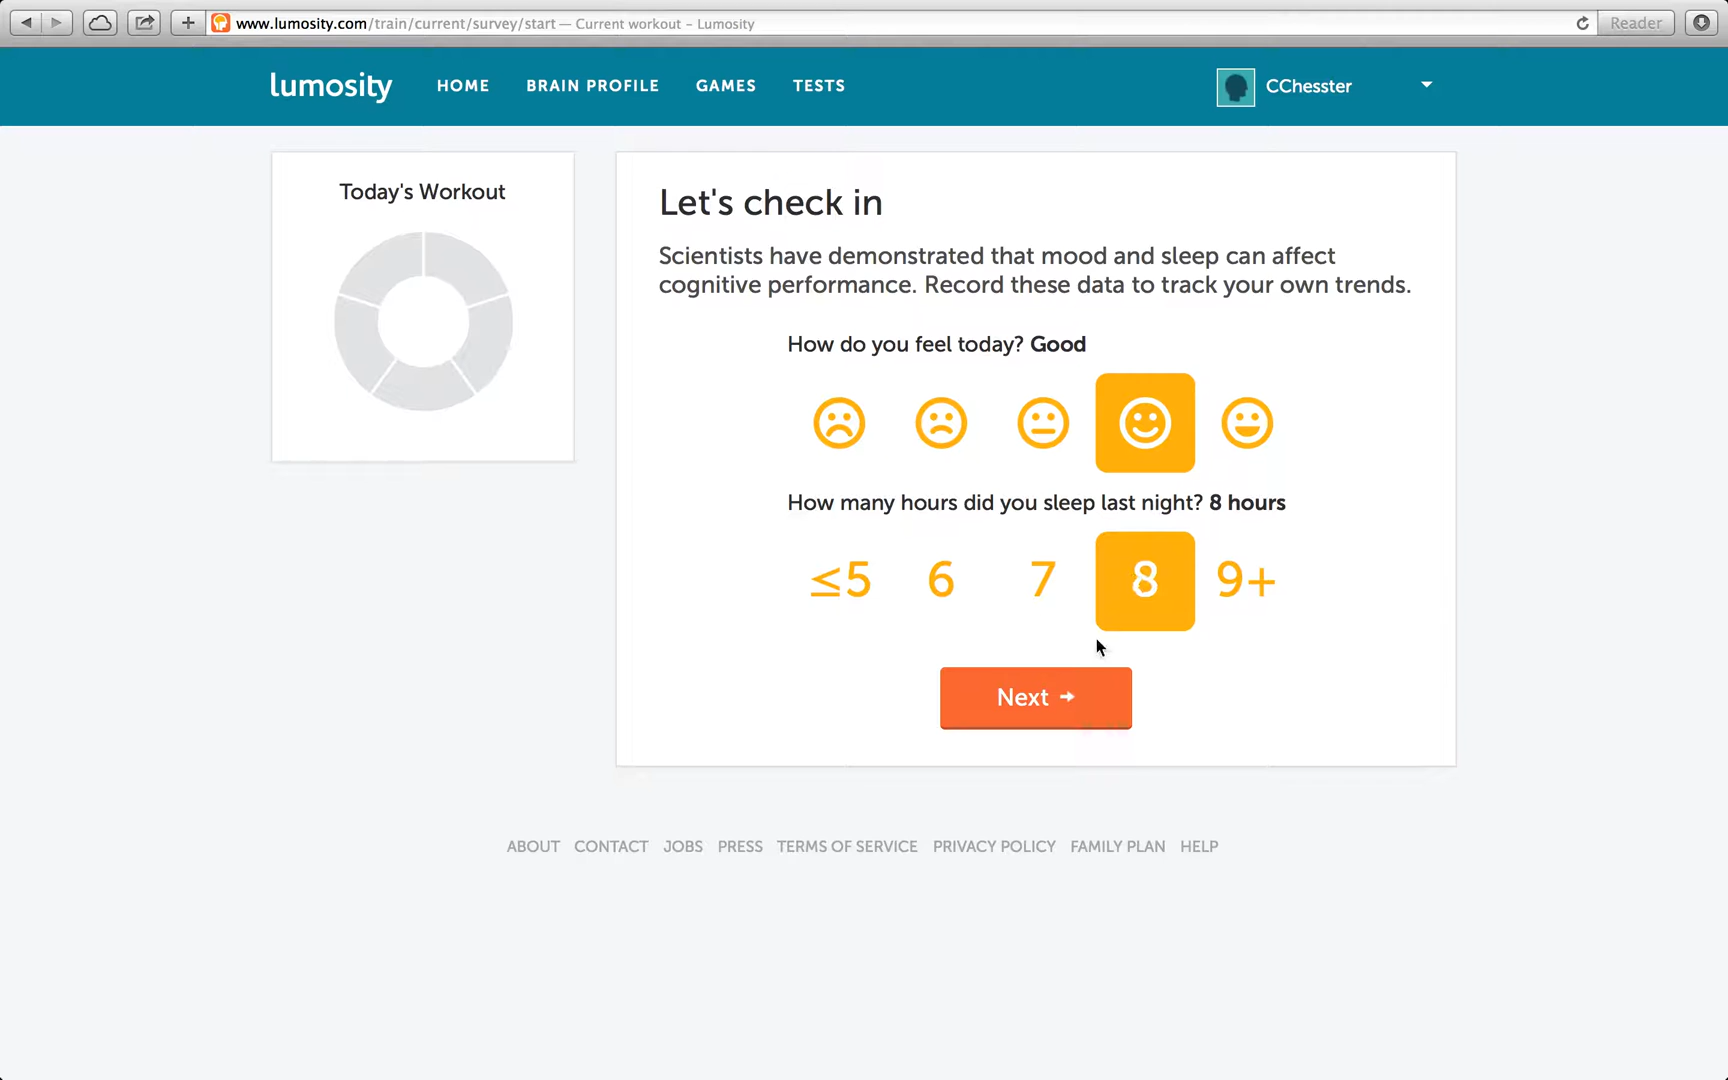 www.lumosity.com/train/current/survey/start — Current workout – Lumosity
Reader
lumosity
HOME
BRAIN PROFILE
GAMES
TESTS
CChesster
Today's Workout
Let's check in
Scientists have demonstrated that mood and sleep can affect
cognitive performance. Record these data to track your own trends.
How do you feel today? Good
How many hours did you sleep last night? 8 hours
≤5 6 7 8 9+
Next →
ABOUT CONTACT JOBS PRESS TERMS OF SERVICE PRIVACY POLICY FAMILY PLAN HELP